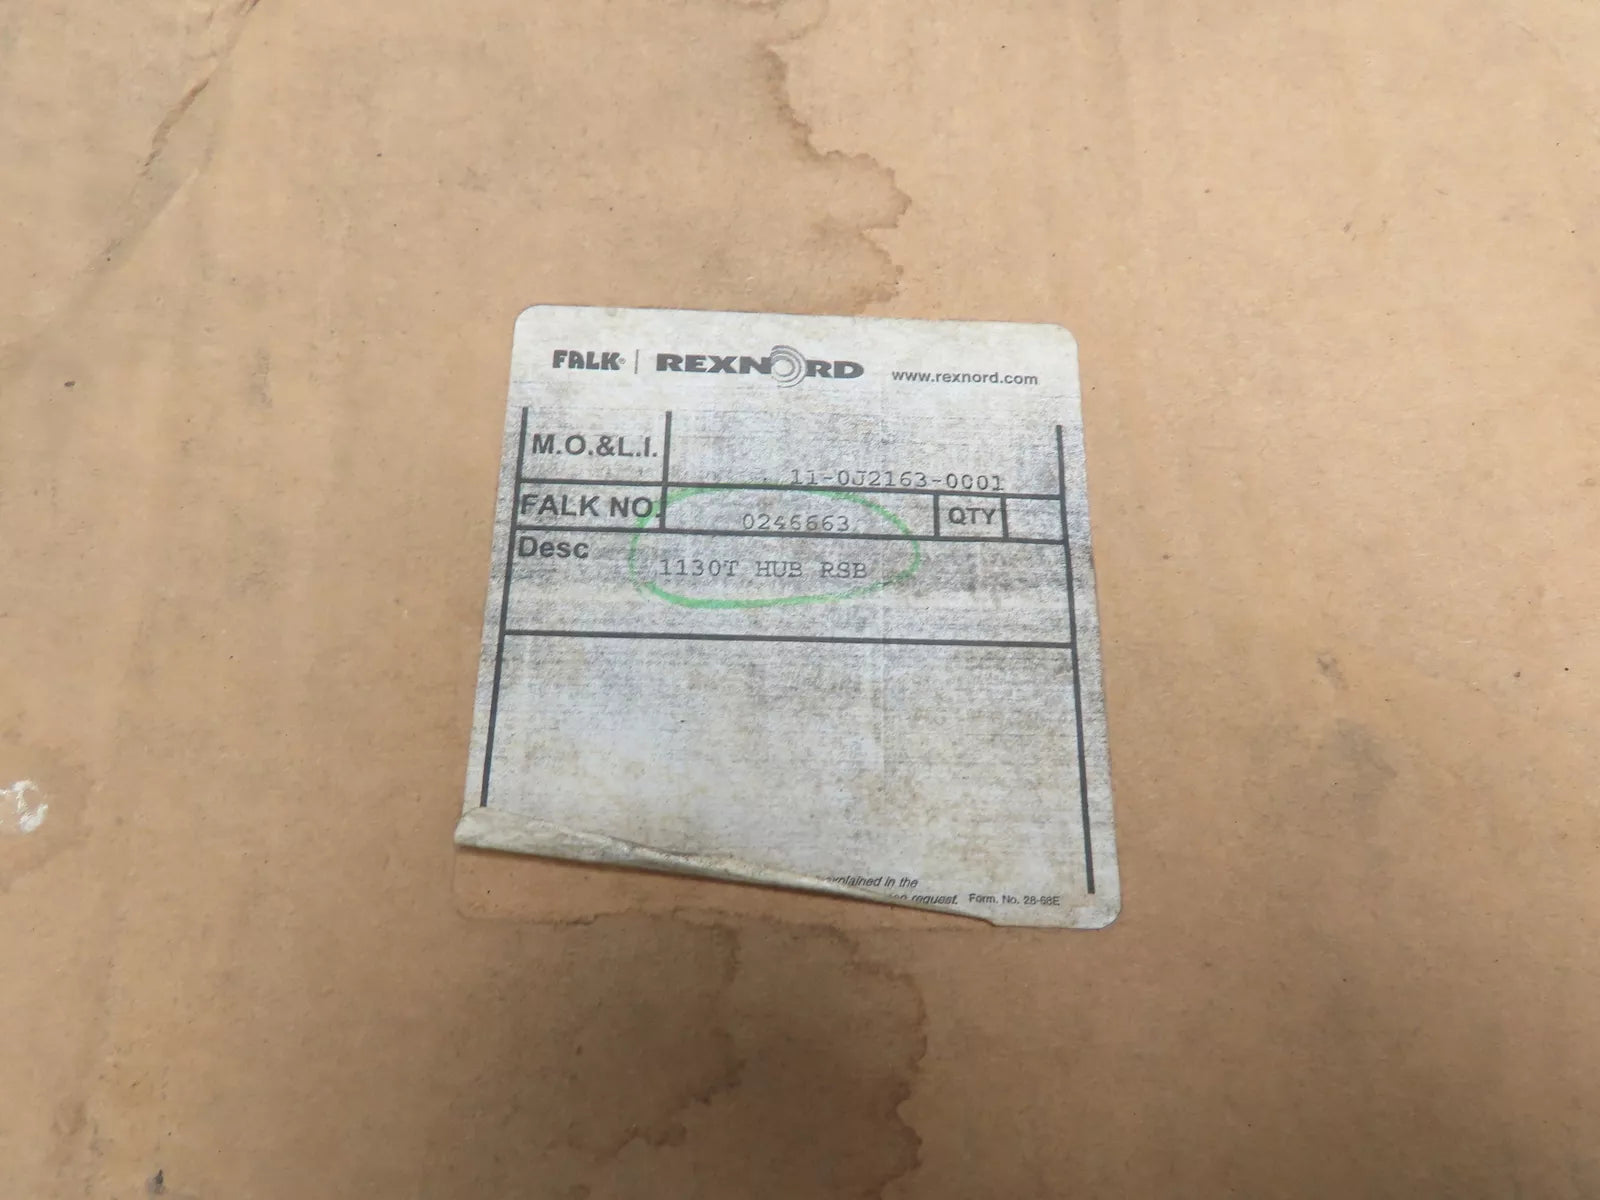 FALK® | REXNORD www.rexnord.com
M.O.&L.I. 11-0J2163-0001
FALK NO. 0246663 QTY
Desc
1130T HUB RSB
explained in the
request. Form. No. 28-68E